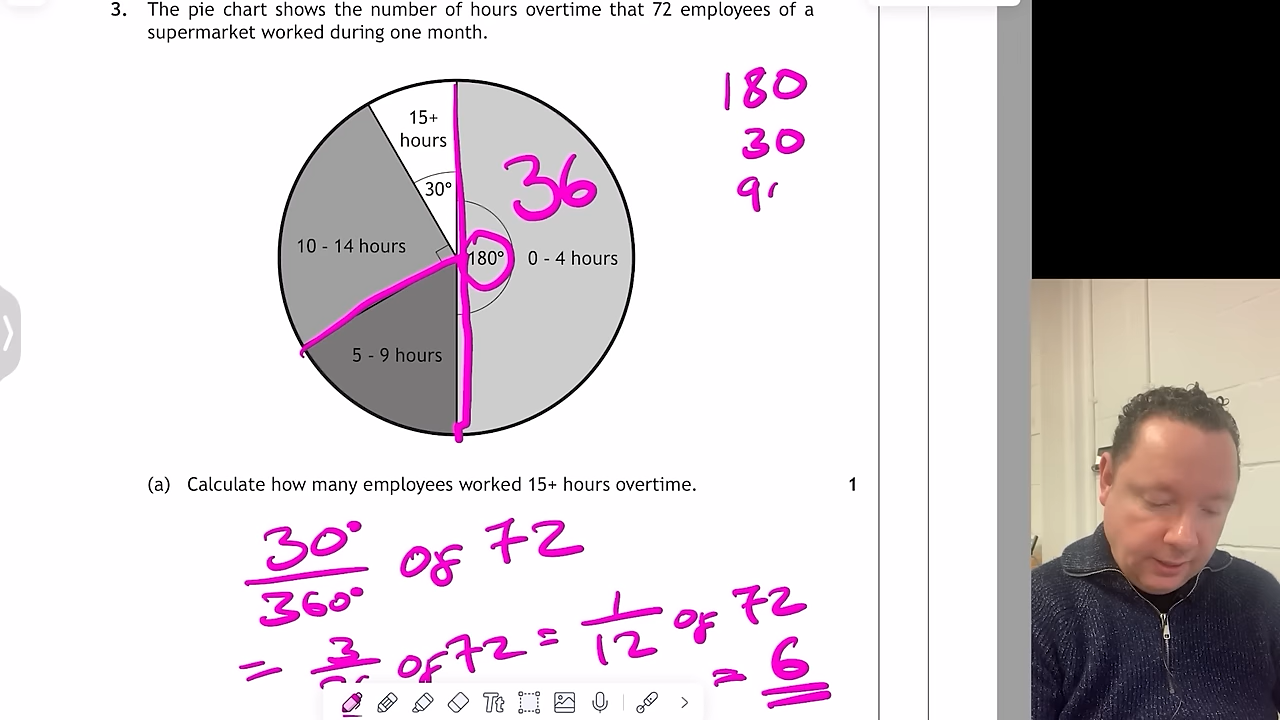 3. The pie chart shows the number of hours overtime that 72 employees of a
supermarket worked during one month.
15+
hours
30°
10 - 14 hours
180°
0 - 4 hours
5 - 9 hours
36
180
30
(a) Calculate how many employees worked 15+ hours overtime. 1
30°
360°
of 72
= 3
of 72 = 1
12
of 72
= 6
Tt